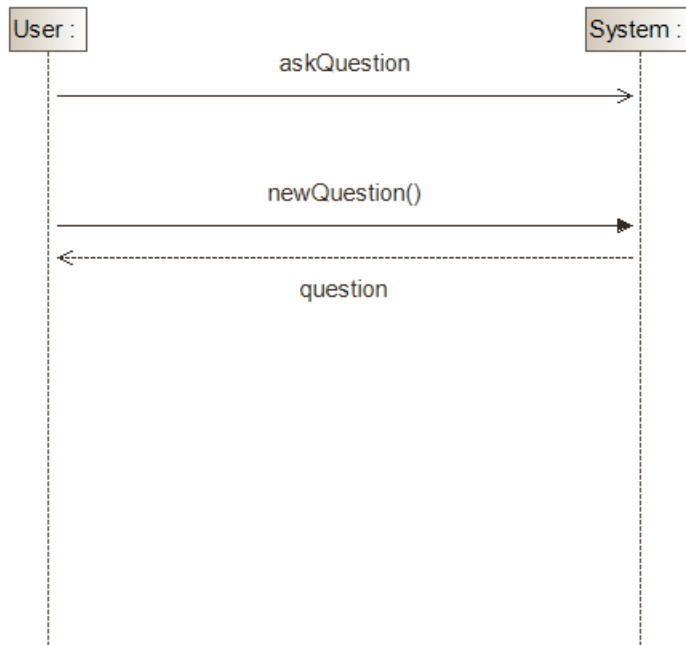 User :
System :
askQuestion
newQuestion()
question